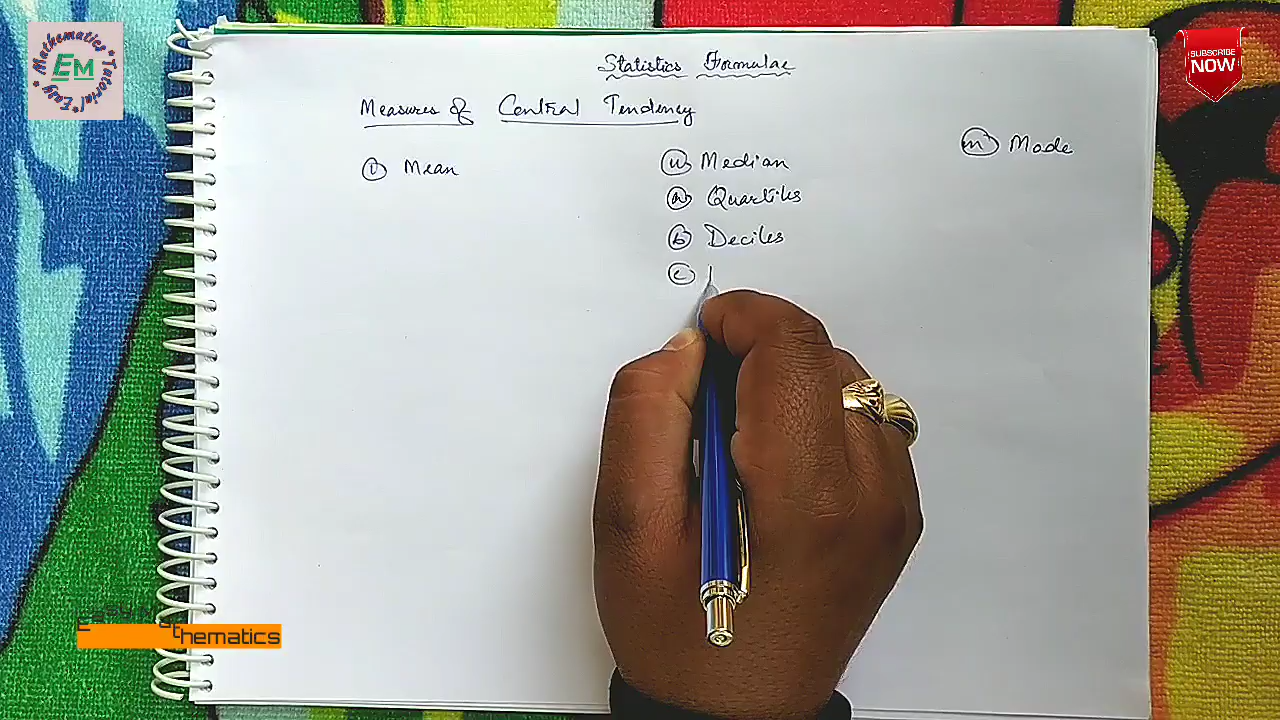 Statistics Formulae
Measures of Central Tendency
(i) Mean
(ii) Median
(a) Quartiles
(b) Deciles
(c)
(iii) Mode
Easy Mathematics Tutorial
EM
SUBSCRIBE
NOW
thematics